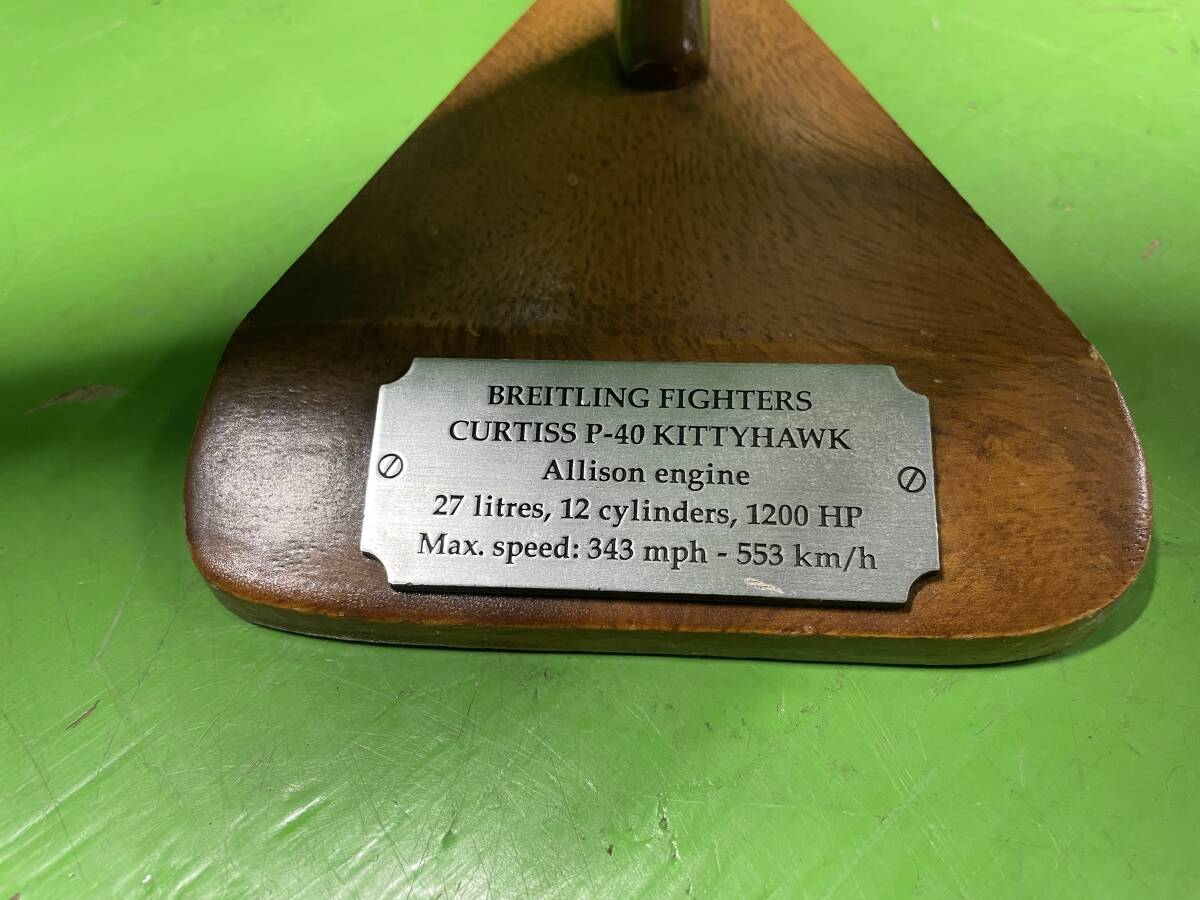 BREITLING FIGHTERS
CURTISS P-40 KITTYHAWK
Allison engine
27 litres, 12 cylinders, 1200 HP
Max. speed: 343 mph - 553 km/h